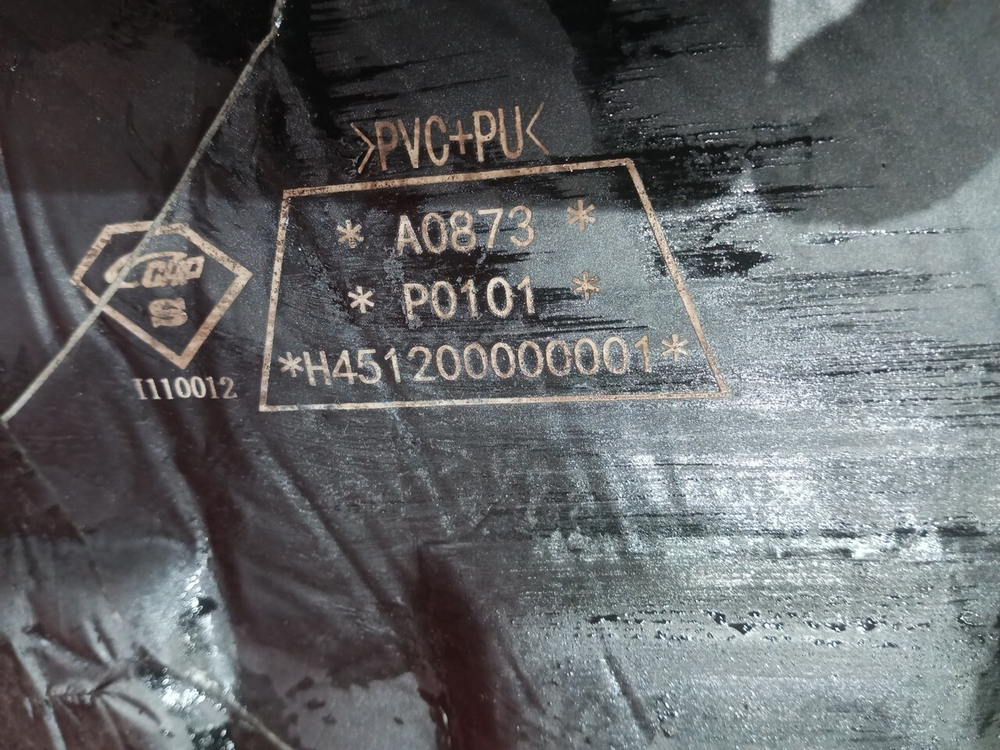 >PVC+PU<
* A0873 *
* P0101 *
*H451200000001*
S
I110012